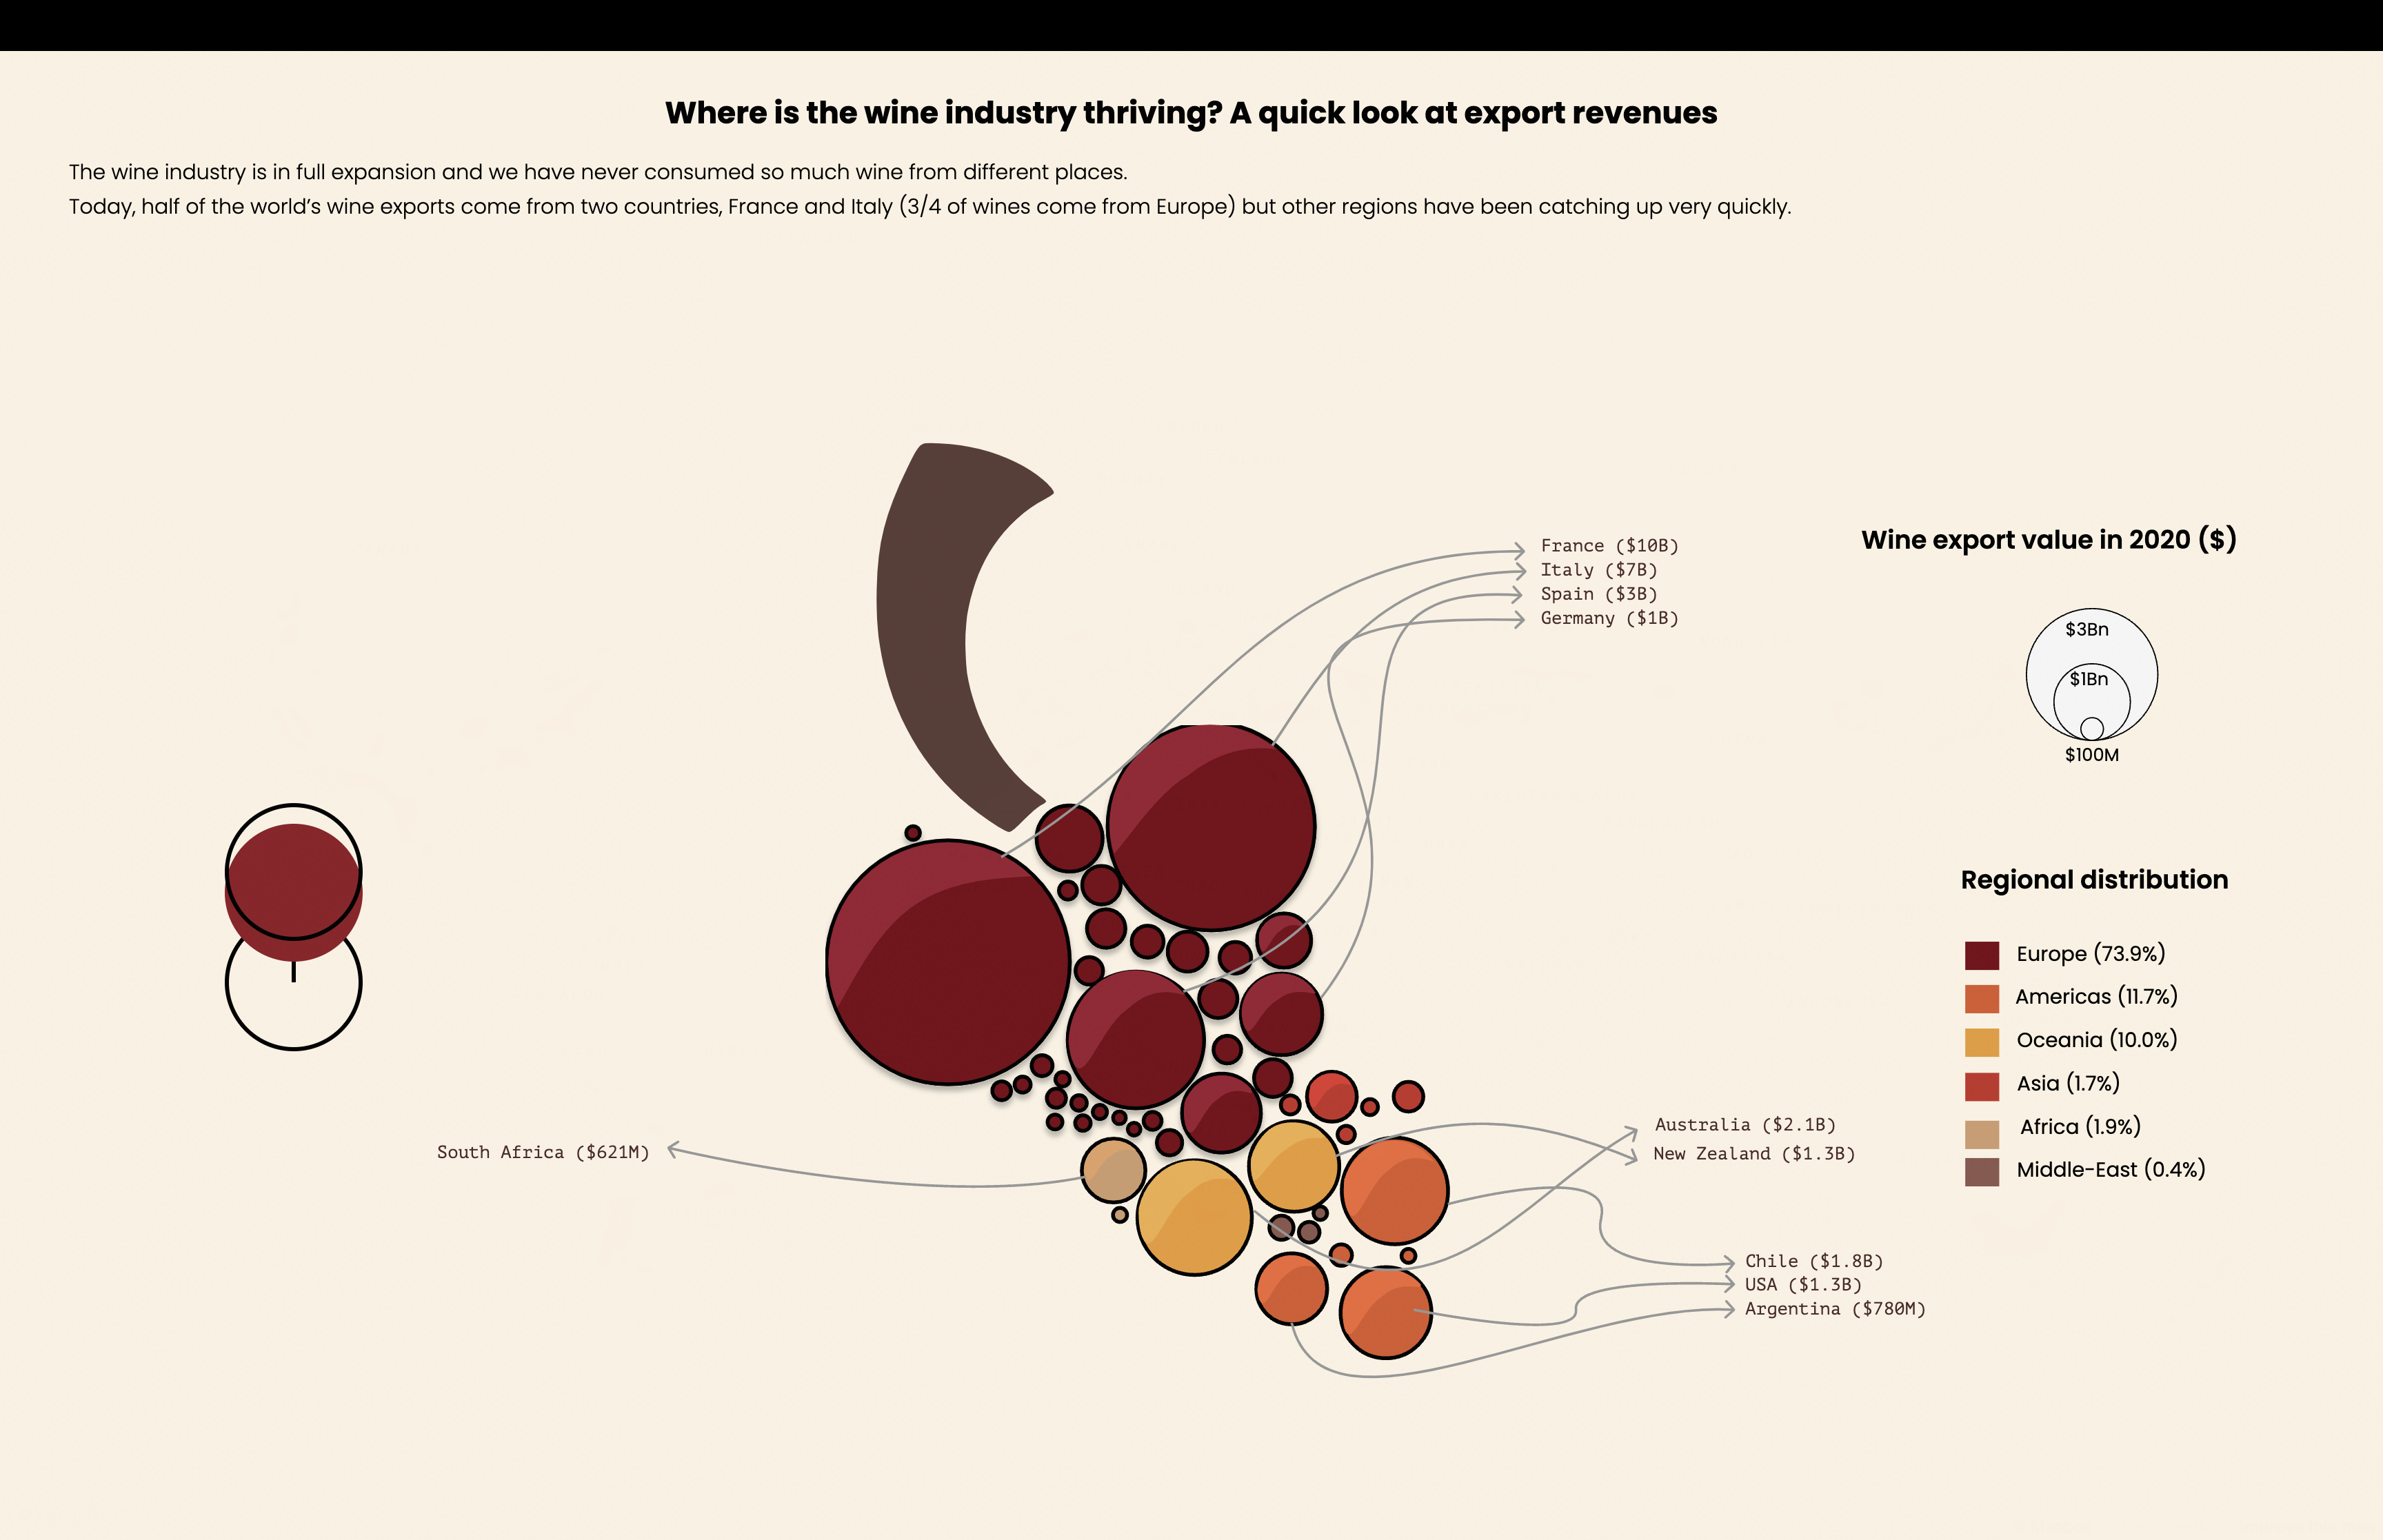 Where is the wine industry thriving? A quick look at export revenues
The wine industry is in full expansion and we have never consumed so much wine from different places.
Today, half of the world’s wine exports come from two countries, France and Italy (3/4 of wines come from Europe) but other regions have been catching up very quickly.
France ($10B)
Italy ($7B)
Spain ($3B)
Germany ($1B)
Wine export value in 2020 ($)
$3Bn
$1Bn
$100M
Regional distribution
Europe (73.9%)
Americas (11.7%)
Oceania (10.0%)
Asia (1.7%)
Africa (1.9%)
Middle-East (0.4%)
South Africa ($621M)
Australia ($2.1B)
New Zealand ($1.3B)
Chile ($1.8B)
USA ($1.3B)
Argentina ($780M)